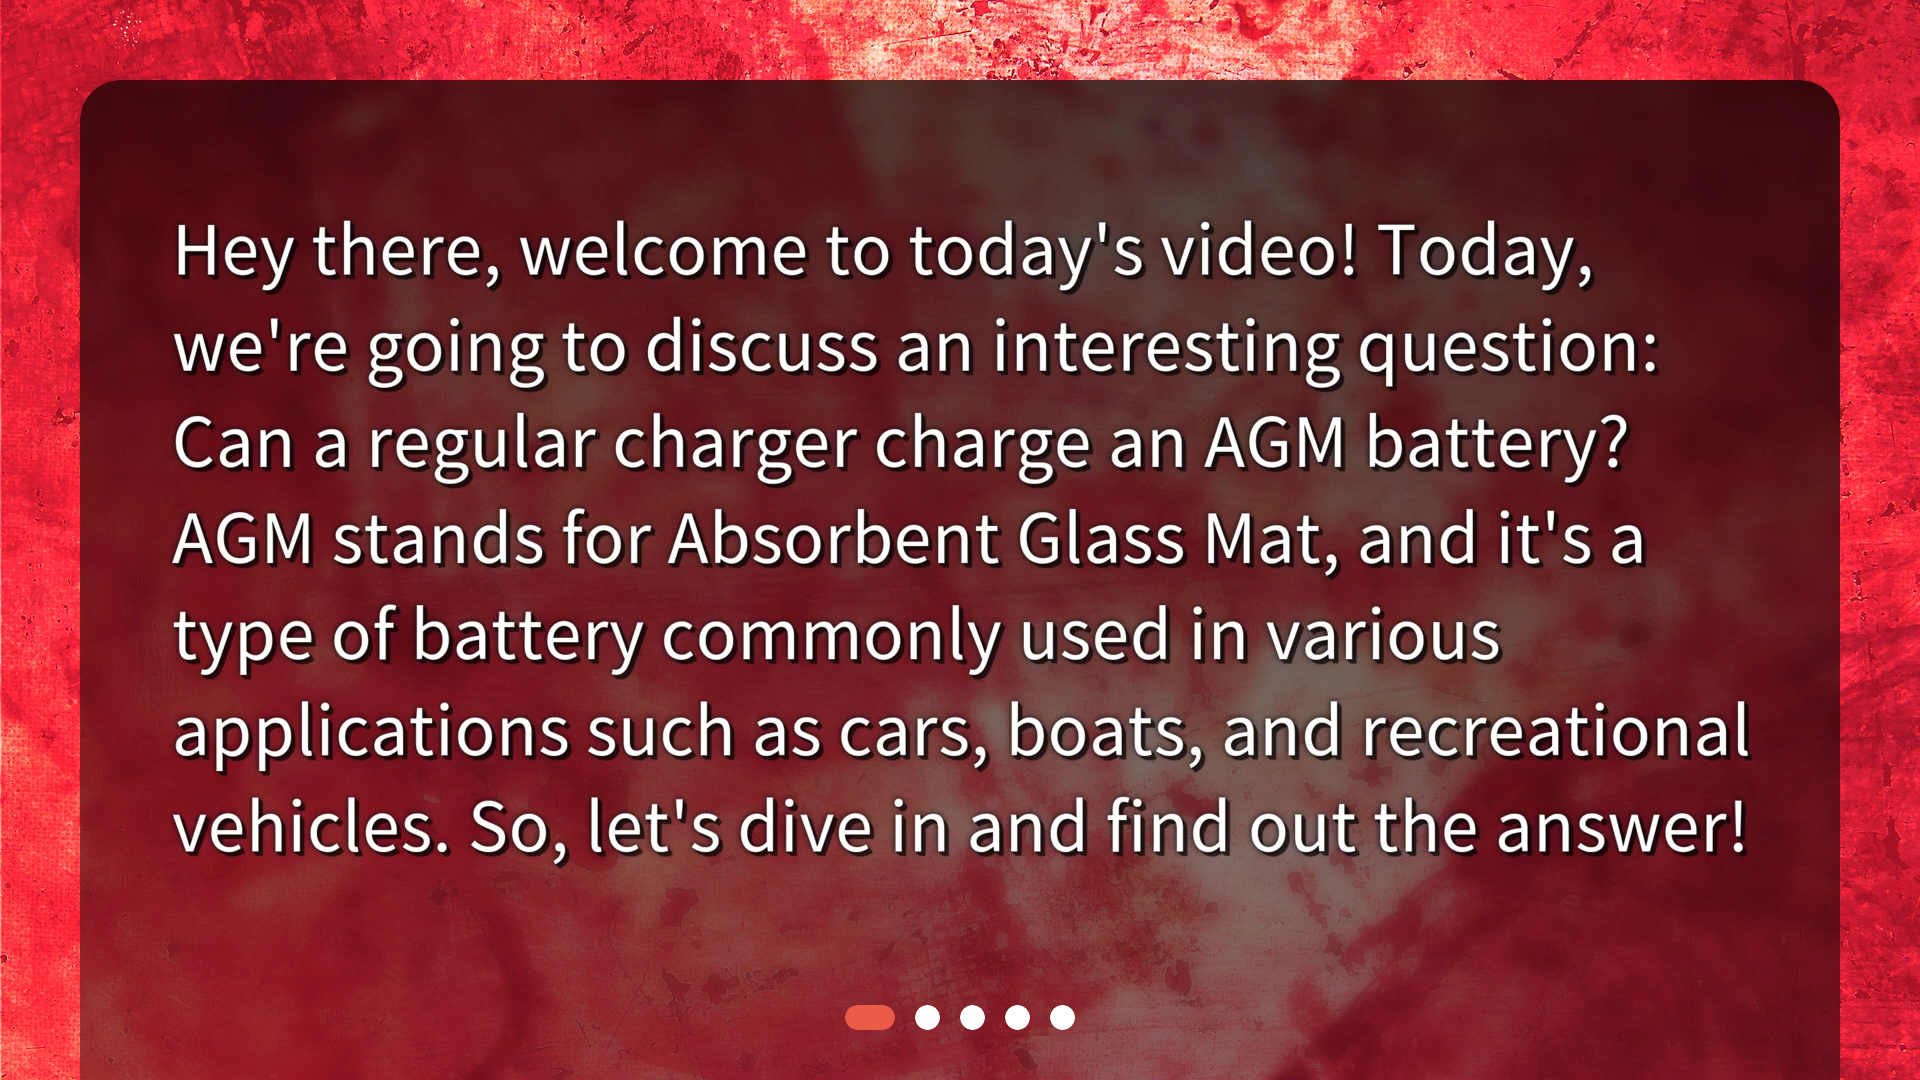 Hey there, welcome to today's video! Today,
we're going to discuss an interesting question:
Can a regular charger charge an AGM battery?
AGM stands for Absorbent Glass Mat, and it's a
type of battery commonly used in various
applications such as cars, boats, and recreational
vehicles. So, let's dive in and find out the answer!